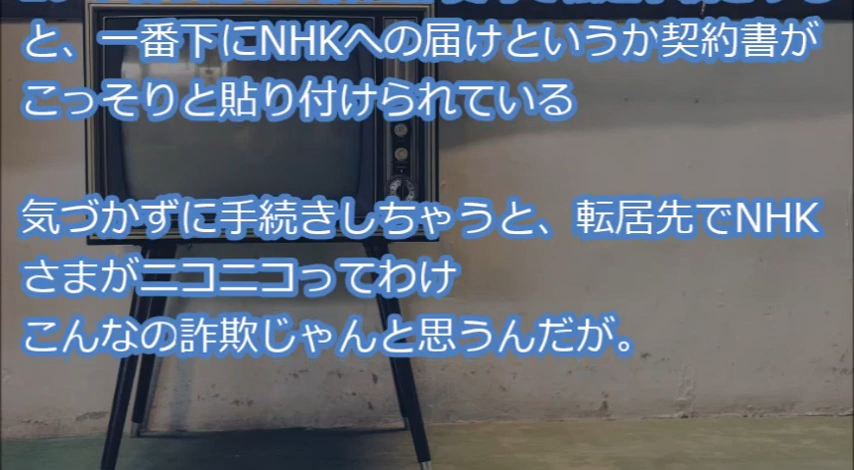 と、一番下にNHKへの届けというか契約書が
こっそりと貼り付けられている
気づかずに手続きしちゃうと、転居先でNHK
さまがニコニコってわけ
こんなの詐欺じゃんと思うんだが。